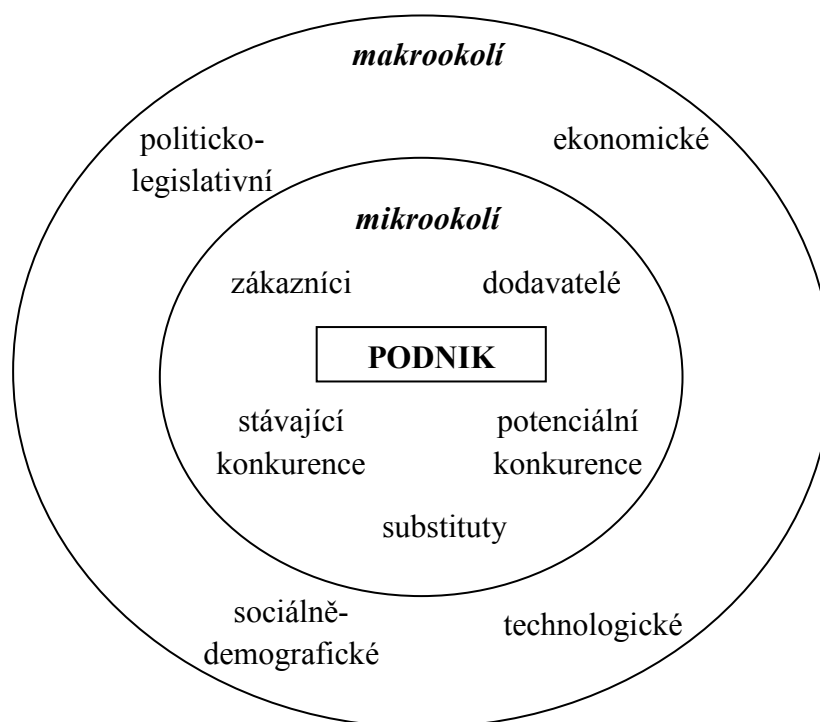 makrookolí
politicko-
legislativní
ekonomické
mikrookolí
zákazníci
dodavatelé
PODNIK
stávající
konkurence
potenciální
konkurence
substituty
sociálně-
demografické
technologické